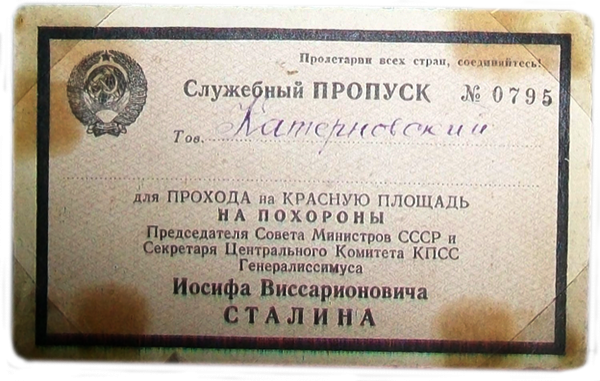 Пролетарии всех стран, соединяйтесь!
Служебный ПРОПУСК № 0795
Тов. Катерновский
для ПРОХОДА на КРАСНУЮ ПЛОЩАДЬ
НА ПОХОРОНЫ
Председателя Совета Министров СССР и
Секретаря Центрального Комитета КПСС
Генералиссимуса
Иосифа Виссарионовича
СТАЛИНА